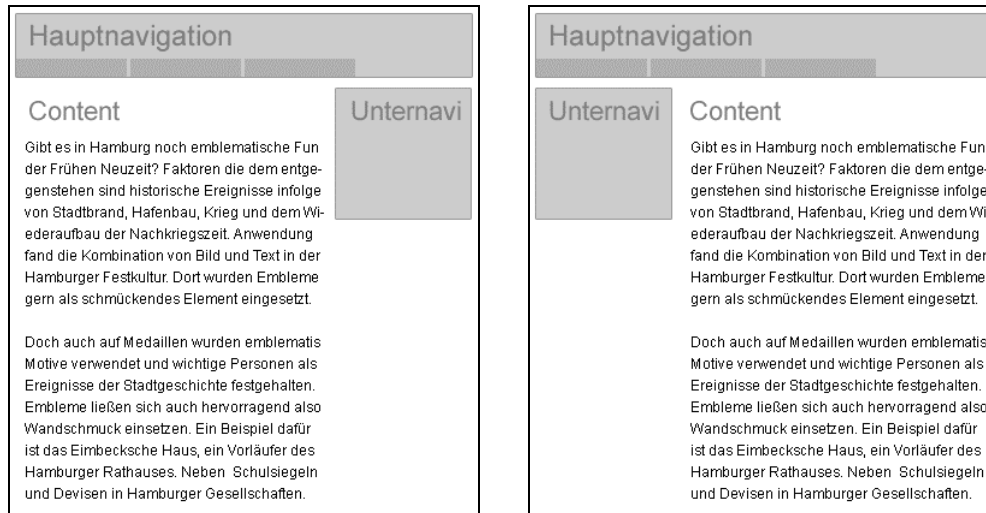 Hauptnavigation
Content
Gibt es in Hamburg noch emblematische Fun
der Frühen Neuzeit? Faktoren die dem entge-
genstehen sind historische Ereignisse infolge
von Stadtbrand, Hafenbau, Krieg und dem Wi-
ederaufbau der Nachkriegszeit. Anwendung
fand die Kombination von Bild und Text in der
Hamburger Festkultur. Dort wurden Embleme
gern als schmückendes Element eingesetzt.
Doch auch auf Medaillen wurden emblematis
Motive verwendet und wichtige Personen als
Ereignisse der Stadtgeschichte festgehalten.
Embleme ließen sich auch hervorragend also
Wandschmuck einsetzen. Ein Beispiel dafür
ist das Eimbecksche Haus, ein Vorläufer des
Hamburger Rathauses. Neben Schulsiegeln
und Devisen in Hamburger Gesellschaften.
Unternavi
Hauptnavigation
Unternavi
Content
Gibt es in Hamburg noch emblematische Fun
der Frühen Neuzeit? Faktoren die dem entge-
genstehen sind historische Ereignisse infolge
von Stadtbrand, Hafenbau, Krieg und dem Wi
ederaufbau der Nachkriegszeit. Anwendung
fand die Kombination von Bild und Text in der
Hamburger Festkultur. Dort wurden Embleme
gern als schmückendes Element eingesetzt.
Doch auch auf Medaillen wurden emblematis
Motive verwendet und wichtige Personen als
Ereignisse der Stadtgeschichte festgehalten.
Embleme ließen sich auch hervorragend also
Wandschmuck einsetzen. Ein Beispiel dafür
ist das Eimbecksche Haus, ein Vorläufer des
Hamburger Rathauses. Neben Schulsiegeln
und Devisen in Hamburger Gesellschaften.